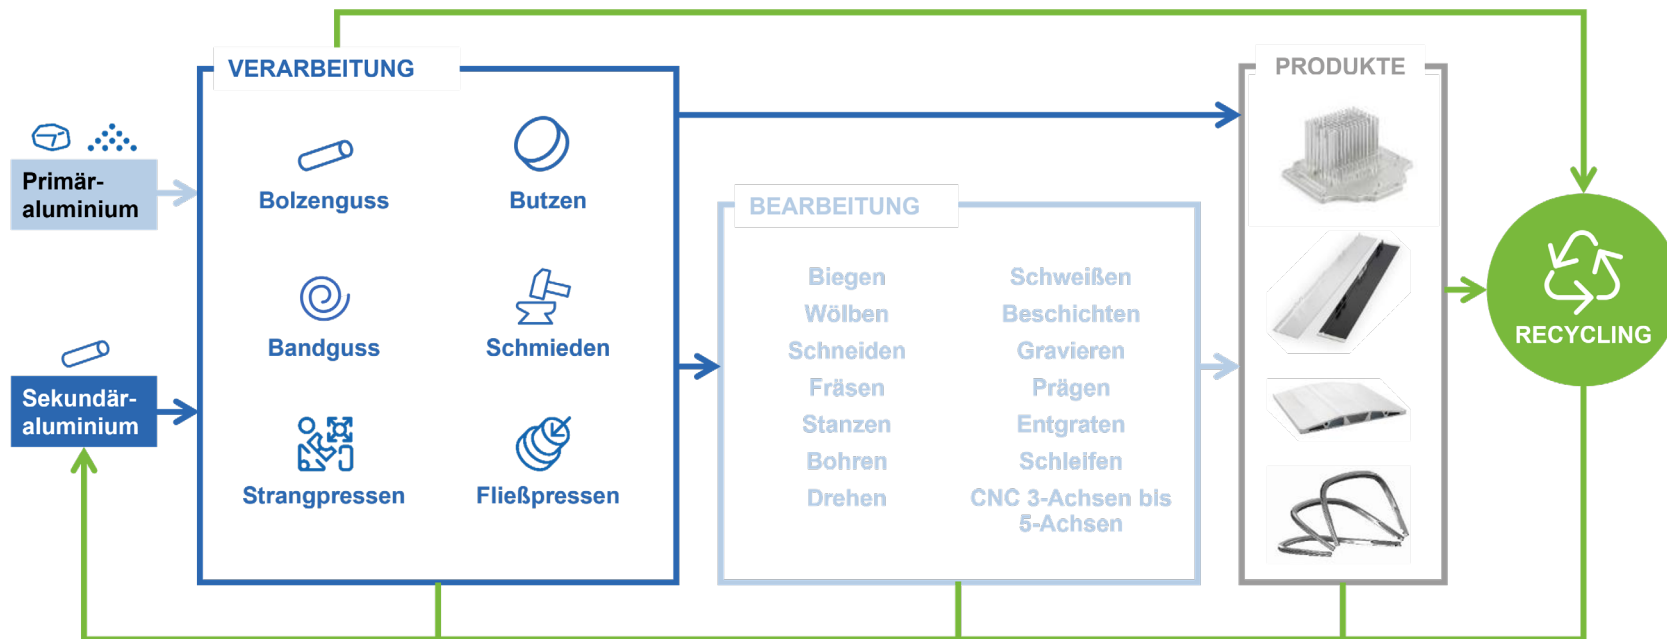 VERARBEITUNG
Primär-
aluminium
Sekundär-
aluminium
Bolzenguss
Butzen
Bandguss
Schmieden
Strangpressen
Fließpressen
BEARBEITUNG
Biegen
Wölben
Schneiden
Fräsen
Stanzen
Bohren
Drehen
Schweißen
Beschichten
Gravieren
Prägen
Entgraten
Schleifen
CNC 3-Achsen bis
5-Achsen
PRODUKTE
RECYCLING